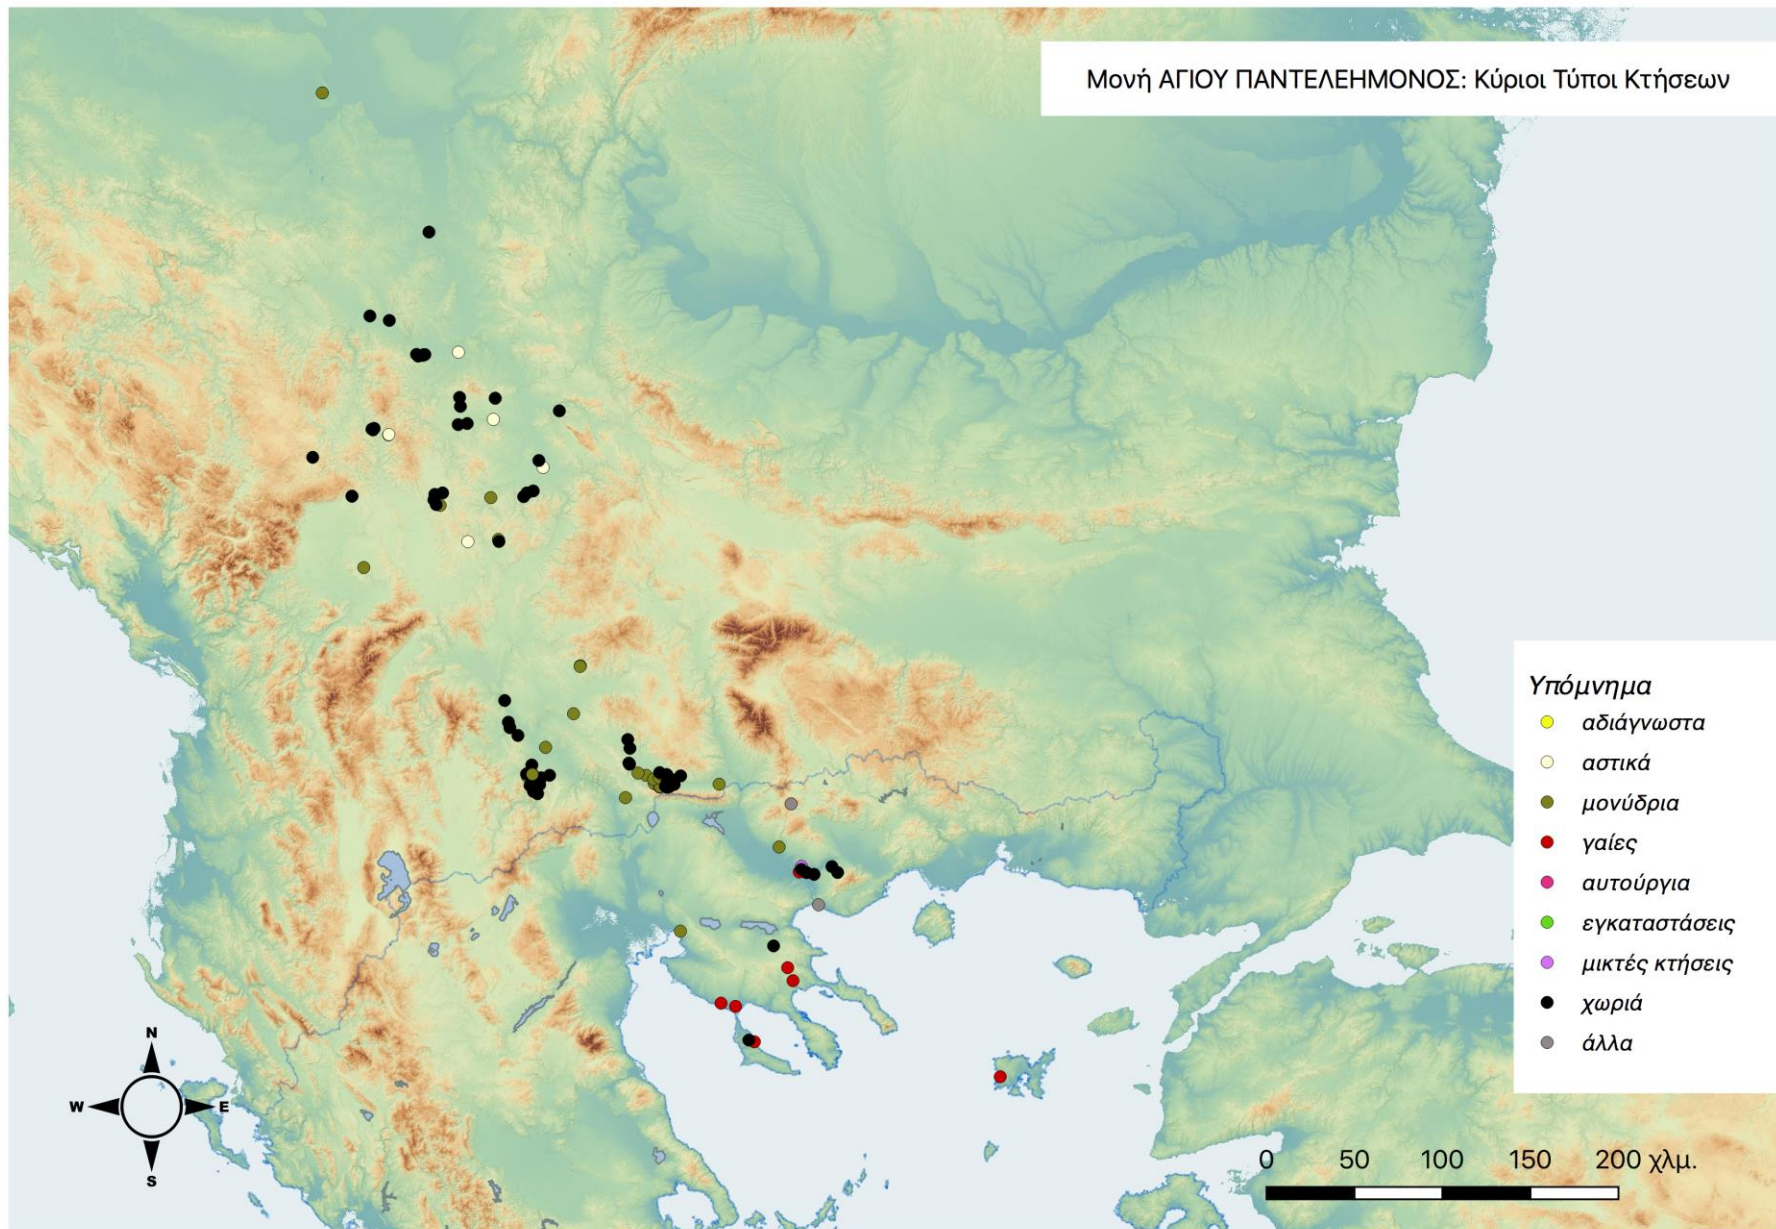 Μονή ΑΓΙΟΥ ΠΑΝΤΕΛΕΗΜΟΝΟΣ: Κύριοι Τύποι Κτήσεων
Υπόμνημα
αδιάγνωστα
αστικά
μονύδρια
γαίες
αυτούργια
εγκαταστάσεις
μικτές κτήσεις
χωριά
άλλα
N
W E
S
0 50 100 150 200 χλμ.